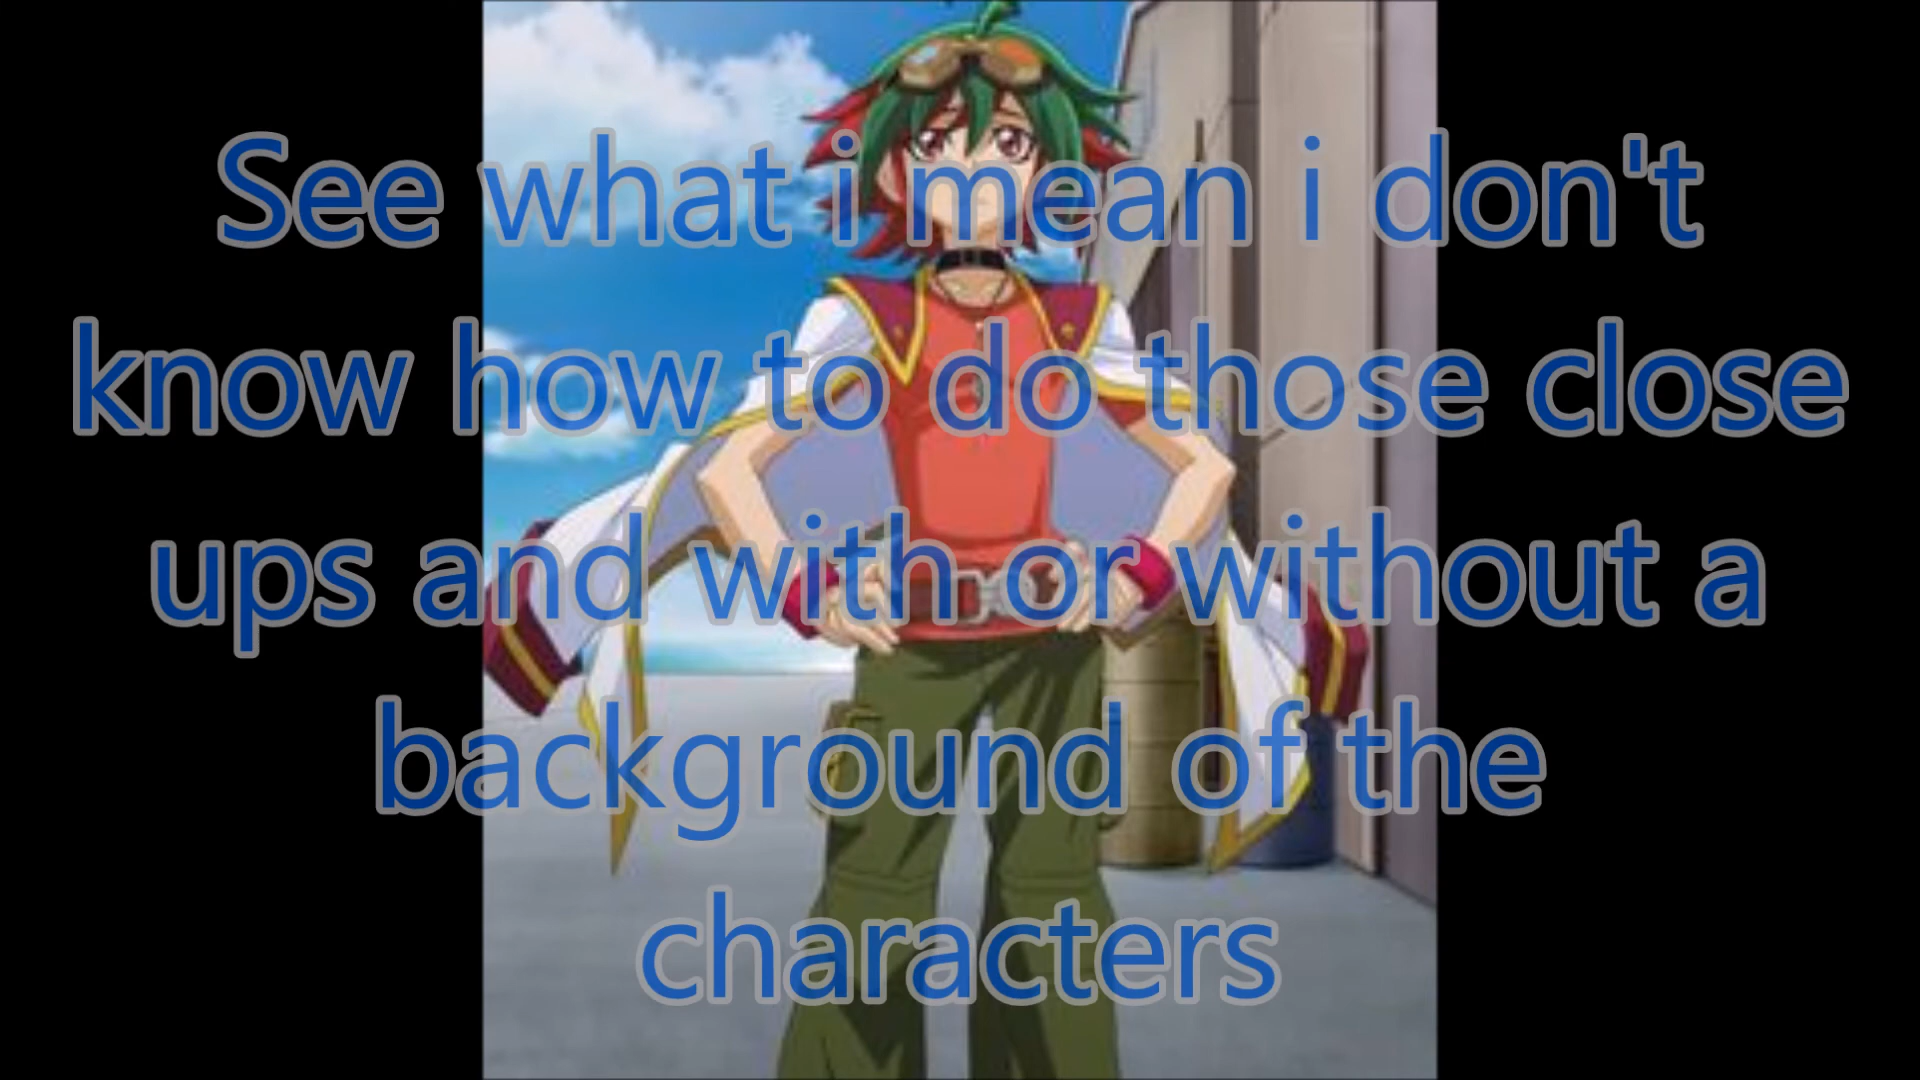 See what i mean i don't
know how to do those close
ups and with or without a
background of the
characters